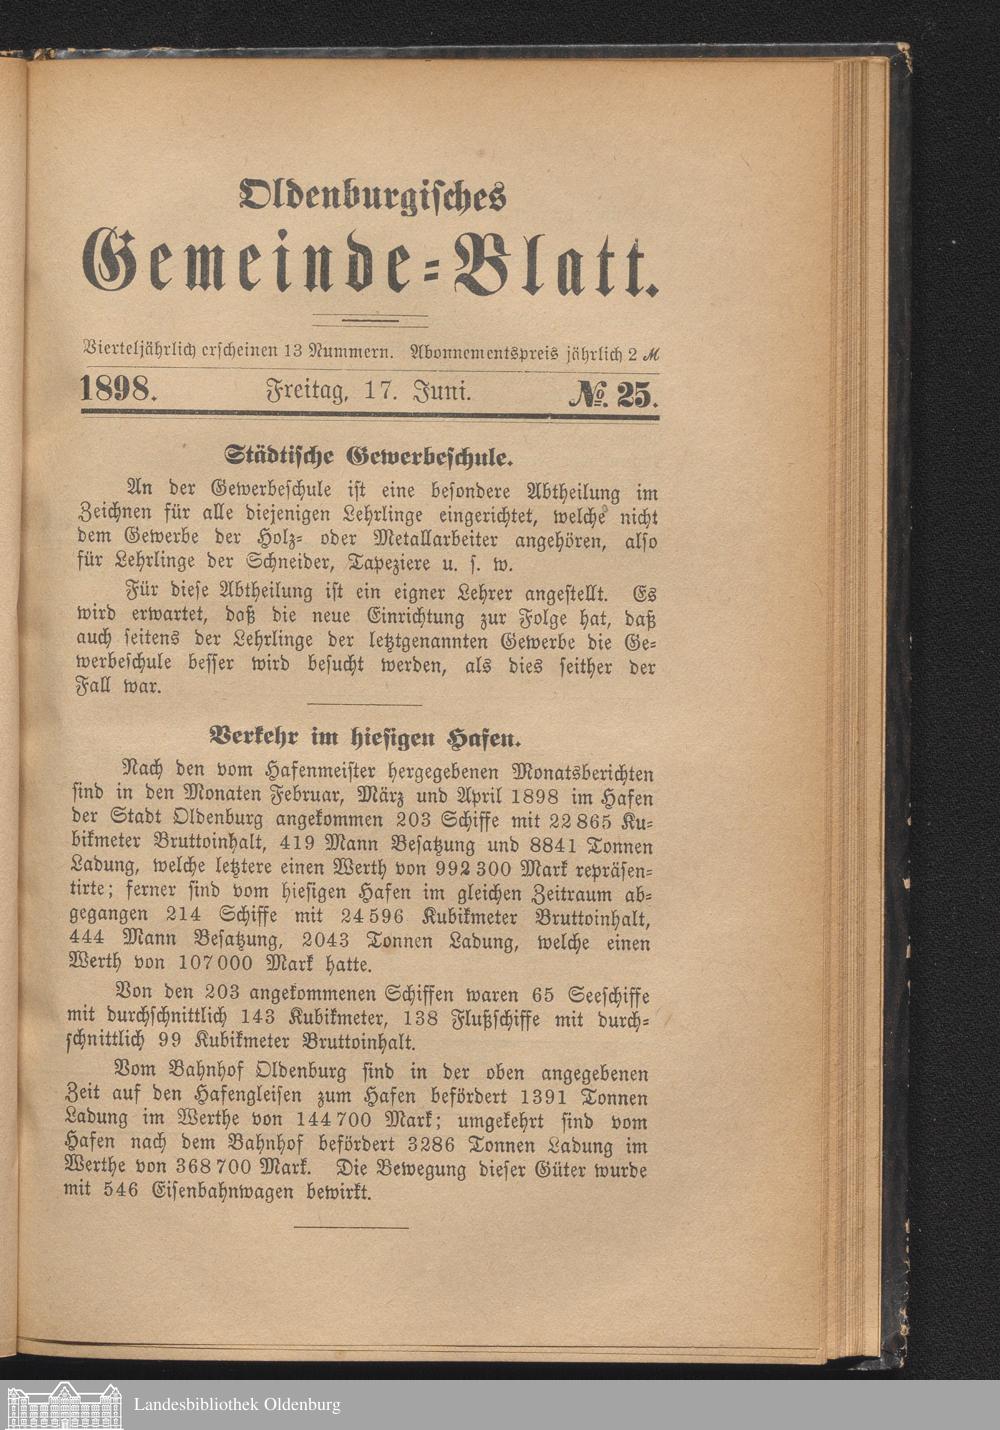 Oldenburgisches
Gemeinde-Blatt.
Vierteljährlich erscheinen 13 Nummern. Abonnementspreis jährlich 2 ℳ
1898. Freitag, 17. Juni. №. 25.
Städtische Gewerbeschule.
An der Gewerbeschule ist eine besondere Abtheilung im
Zeichnen für alle diejenigen Lehrlinge eingerichtet, welche nicht
dem Gewerbe der Holz- oder Metallarbeiter angehören, also
für Lehrlinge der Schneider, Tapeziere u. s. w.
Für diese Abtheilung ist ein eigner Lehrer angestellt. Es
wird erwartet, daß die neue Einrichtung zur Folge hat, daß
auch seitens der Lehrlinge der letztgenannten Gewerbe die Ge-
werbeschule besser wird besucht werden, als dies seither der
Fall war.
Verkehr im hiesigen Hafen.
Nach den vom Hafenmeister hergegebenen Monatsberichten
sind in den Monaten Februar, März und April 1898 im Hafen
der Stadt Oldenburg angekommen 203 Schiffe mit 22 865 Ku-
bikmeter Bruttoinhalt, 419 Mann Besatzung und 8841 Tonnen
Ladung, welche letztere einen Werth von 992 300 Mark repräsen-
tirte; ferner sind vom hiesigen Hafen im gleichen Zeitraum ab-
gegangen 214 Schiffe mit 24 596 Kubikmeter Bruttoinhalt,
444 Mann Besatzung, 2043 Tonnen Ladung, welche einen
Werth von 107 000 Mark hatte.
Von den 203 angekommenen Schiffen waren 65 Seeschiffe
mit durchschnittlich 143 Kubikmeter, 138 Flußschiffe mit durch-
schnittlich 99 Kubikmeter Bruttoinhalt.
Vom Bahnhof Oldenburg sind in der oben angegebenen
Zeit auf den Hafengleisen zum Hafen befördert 1391 Tonnen
Ladung im Werthe von 144 700 Mark; umgekehrt sind vom
Hafen nach dem Bahnhof befördert 3286 Tonnen Ladung im
Werthe von 368 700 Mark. Die Bewegung dieser Güter wurde
mit 546 Eisenbahnwagen bewirkt.
Landesbibliothek Oldenburg